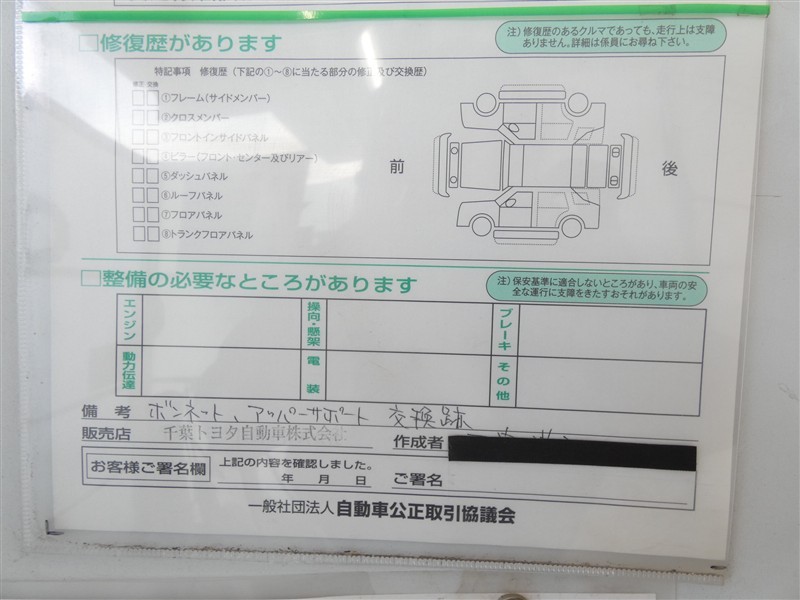 □修復歴があります
注）修復歴のあるクルマであっても、走行上は支障
ありません。詳細は係員にお尋ね下さい。
特記事項　修復歴（下記の①～⑧に当たる部分の修正及び交換歴）
修正 交換
①フレーム（サイドメンバー）
②クロスメンバー
③フロントインサイドパネル
④ピラー（フロント・センター及びリアー）
⑤ダッシュパネル
⑥ルーフパネル
⑦フロアパネル
⑧トランクフロアパネル
前
後
□整備の必要なところがあります
注）保安基準に適合しないところがあり、車両の安
全な運行に支障をきたすおそれがあります。
エンジン
操向・懸架
ブレーキ
動力伝達
電装
その他
備考 ボンネット、アッパーサポート 交換跡
販売店 千葉トヨタ自動車株式会社
作成者
お客様ご署名欄
上記の内容を確認しました。
年 月 日
ご署名
一般社団法人 自動車公正取引協議会